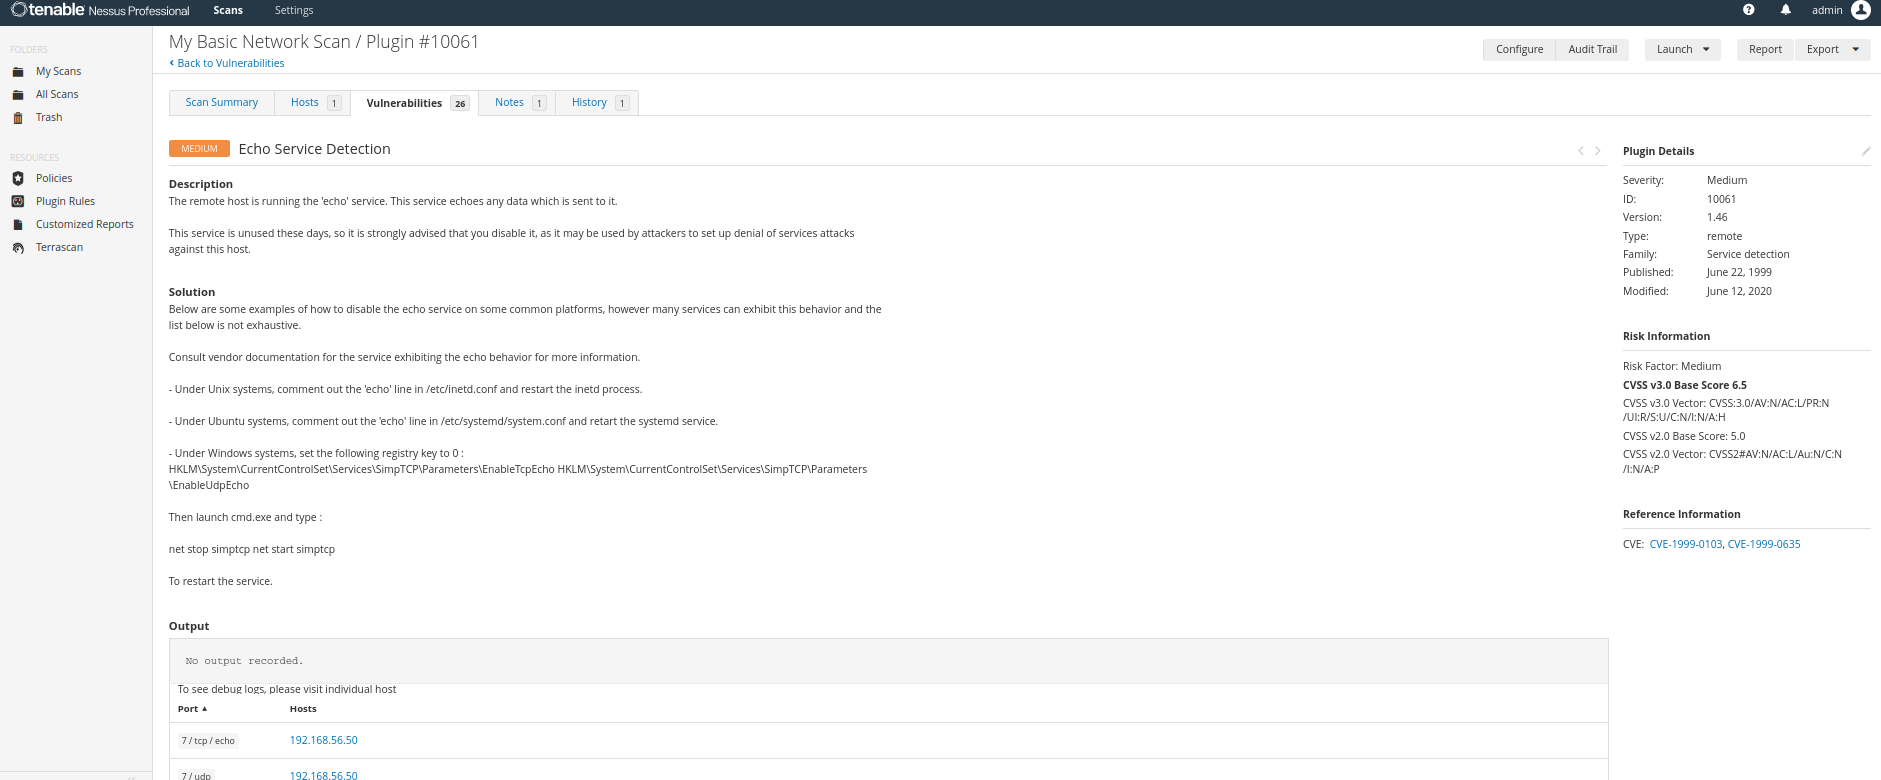 tenable Nessus Professional Scans Settings admin
My Basic Network Scan / Plugin #10061
Back to Vulnerabilities
Configure Audit Trail Launch Report Export
FOLDERS
My Scans
All Scans
Trash
RESOURCES
Policies
Plugin Rules
Customized Reports
Terrascan
Scan Summary Hosts 1 Vulnerabilities 26 Notes 1 History 1
MEDIUM Echo Service Detection
Description
The remote host is running the 'echo' service. This service echoes any data which is sent to it.
This service is unused these days, so it is strongly advised that you disable it, as it may be used by attackers to set up denial of services attacks
against this host.
Solution
Below are some examples of how to disable the echo service on some common platforms, however many services can exhibit this behavior and the
list below is not exhaustive.
Consult vendor documentation for the service exhibiting the echo behavior for more information.
- Under Unix systems, comment out the 'echo' line in /etc/inetd.conf and restart the inetd process.
- Under Ubuntu systems, comment out the 'echo' line in /etc/systemd/system.conf and retart the systemd service.
- Under Windows systems, set the following registry key to 0 :
HKLM\System\CurrentControlSet\Services\SimpTCP\Parameters\EnableTcpEcho HKLM\System\CurrentControlSet\Services\SimpTCP\Parameters
\EnableUdpEcho
Then launch cmd.exe and type :
net stop simptcp net start simptcp
To restart the service.
Output
No output recorded.
To see debug logs, please visit individual host
Port ▲ Hosts
7 / tcp / echo 192.168.56.50
7 / udp 192.168.56.50
Plugin Details
Severity: Medium
ID: 10061
Version: 1.46
Type: remote
Family: Service detection
Published: June 22, 1999
Modified: June 12, 2020
Risk Information
Risk Factor: Medium
CVSS v3.0 Base Score 6.5
CVSS v3.0 Vector: CVSS:3.0/AV:N/AC:L/PR:N
/UI:R/S:U/C:N/I:N/A:H
CVSS v2.0 Base Score: 5.0
CVSS v2.0 Vector: CVSS2#AV:N/AC:L/Au:N/C:N
/I:N/A:P
Reference Information
CVE: CVE-1999-0103, CVE-1999-0635